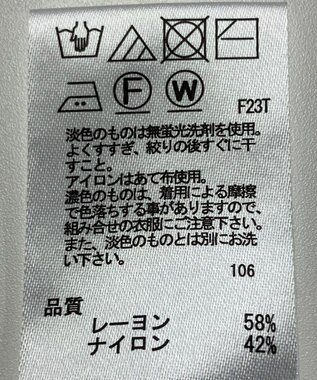 F W F23T
淡色のものは無蛍光洗剤を使用。
よくすすぎ、絞りの後すぐに干
すこと。
アイロンはあて布使用。
濃色のものは、着用による摩擦
で色落ちする事がありますので、
組み合せの衣服にご注意下さい。
また、淡色のものとは別にお洗
い下さい。
106
品質
レーヨン 58%
ナイロン 42%